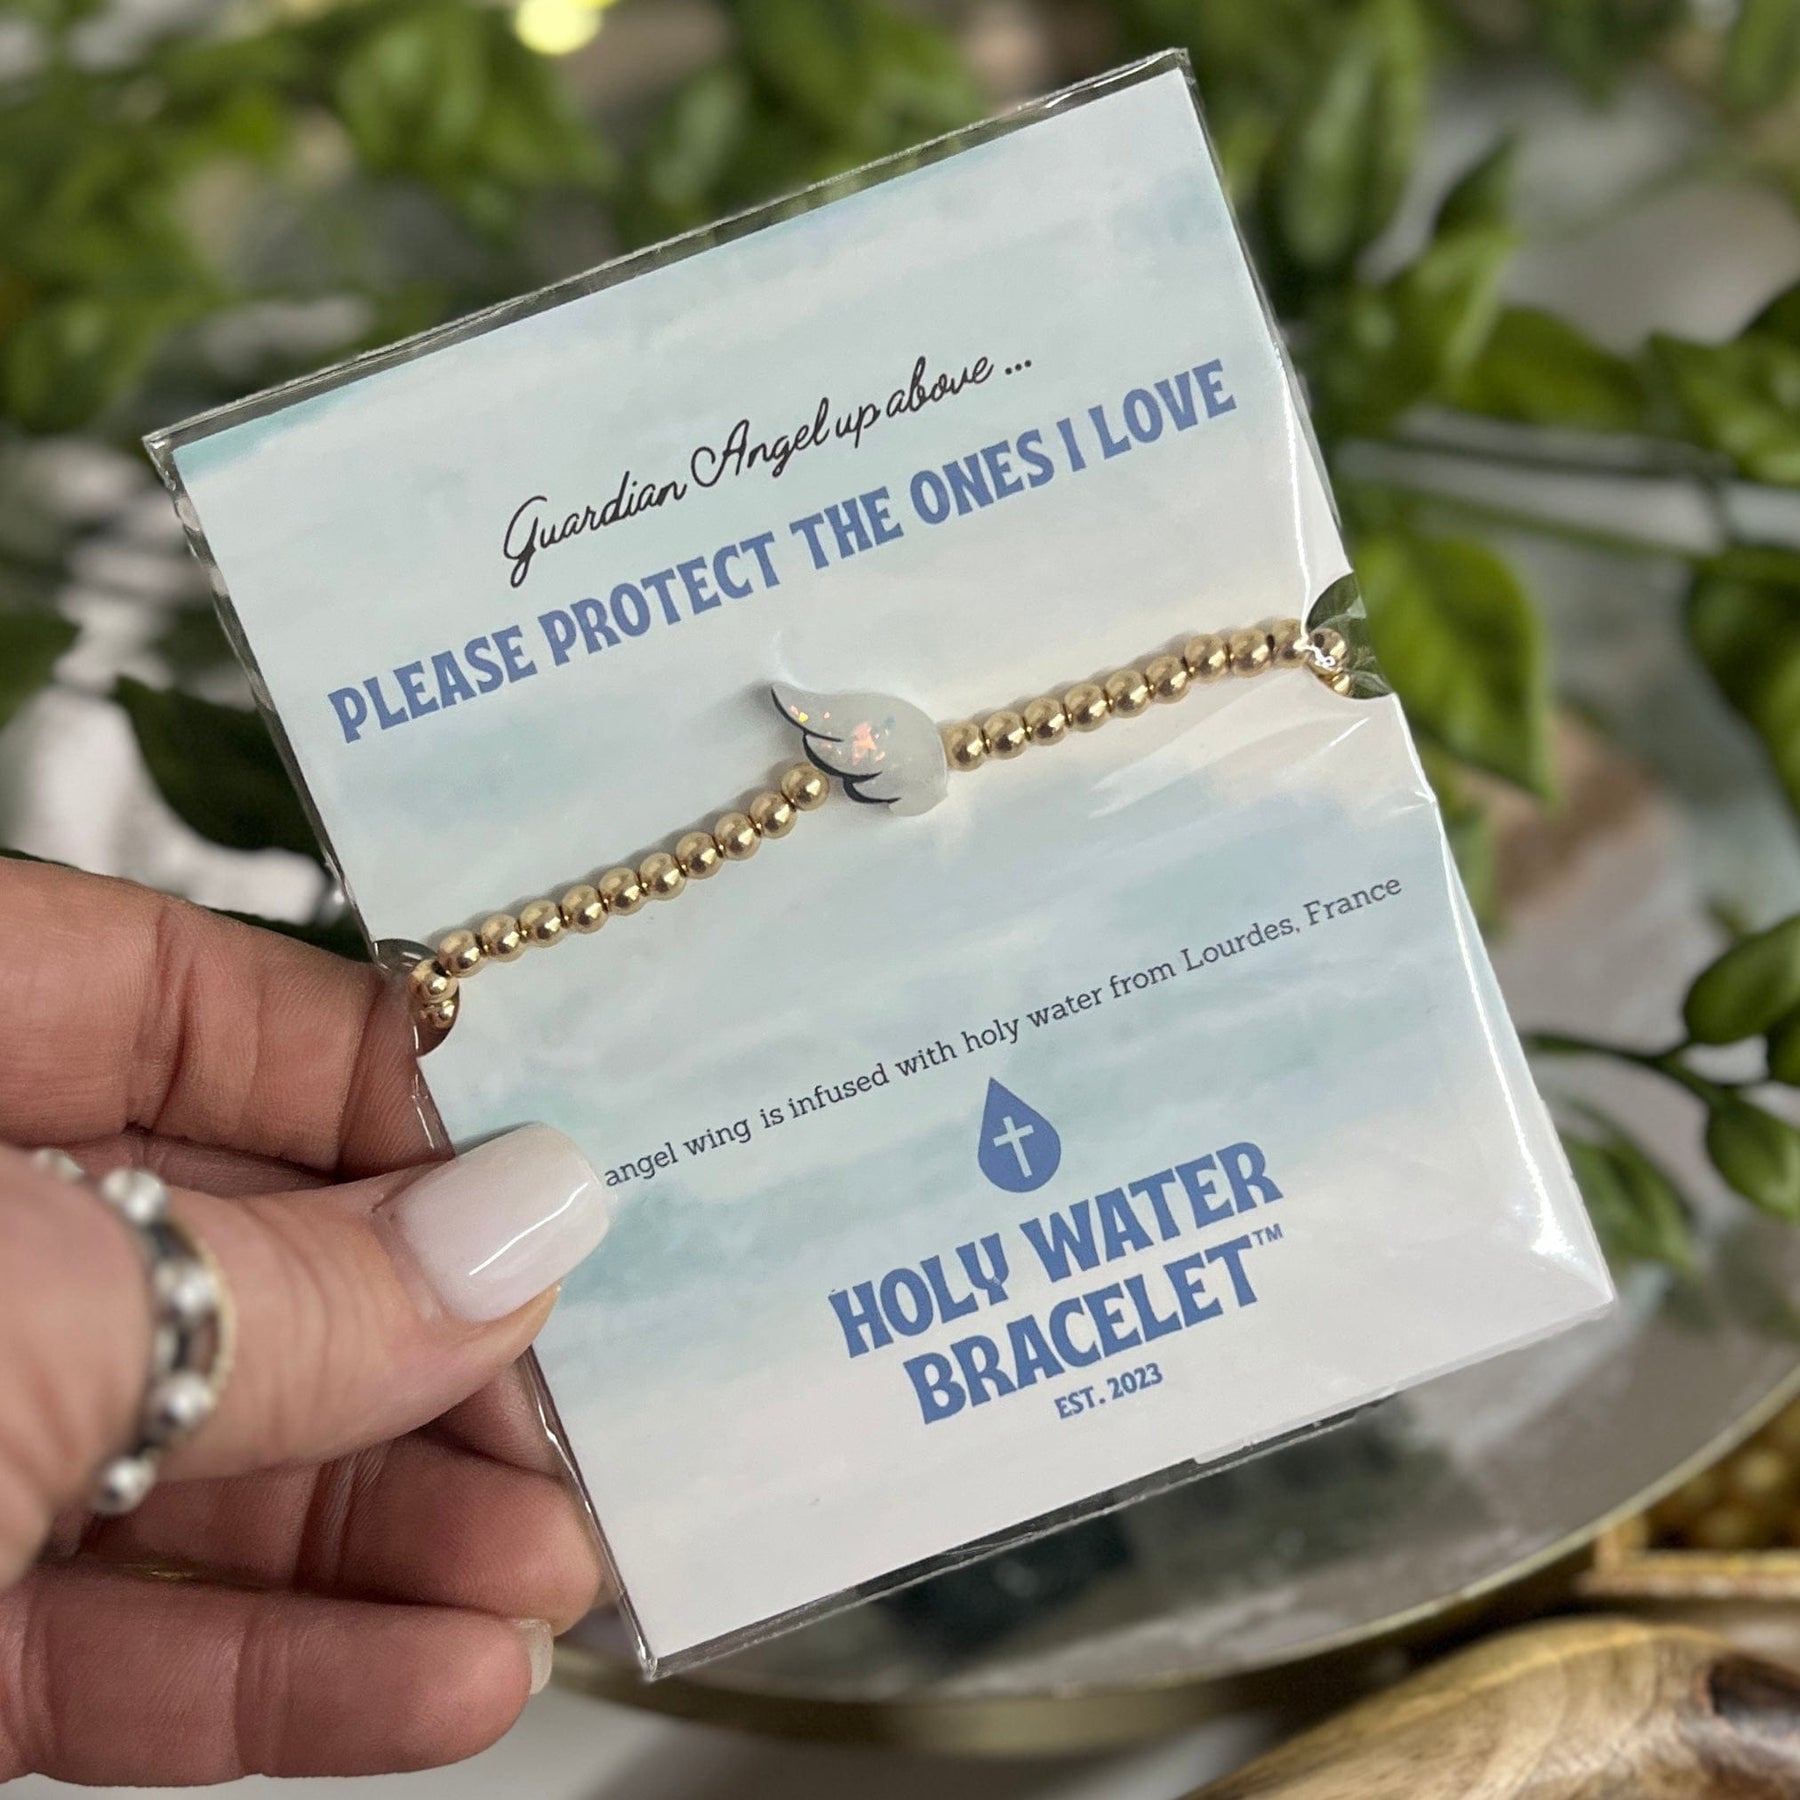 Guardian Angel up above ...
PLEASE PROTECT THE ONES I LOVE
angel wing is infused with holy water from Lourdes, France
HOLY WATER
BRACELET™
EST. 2023